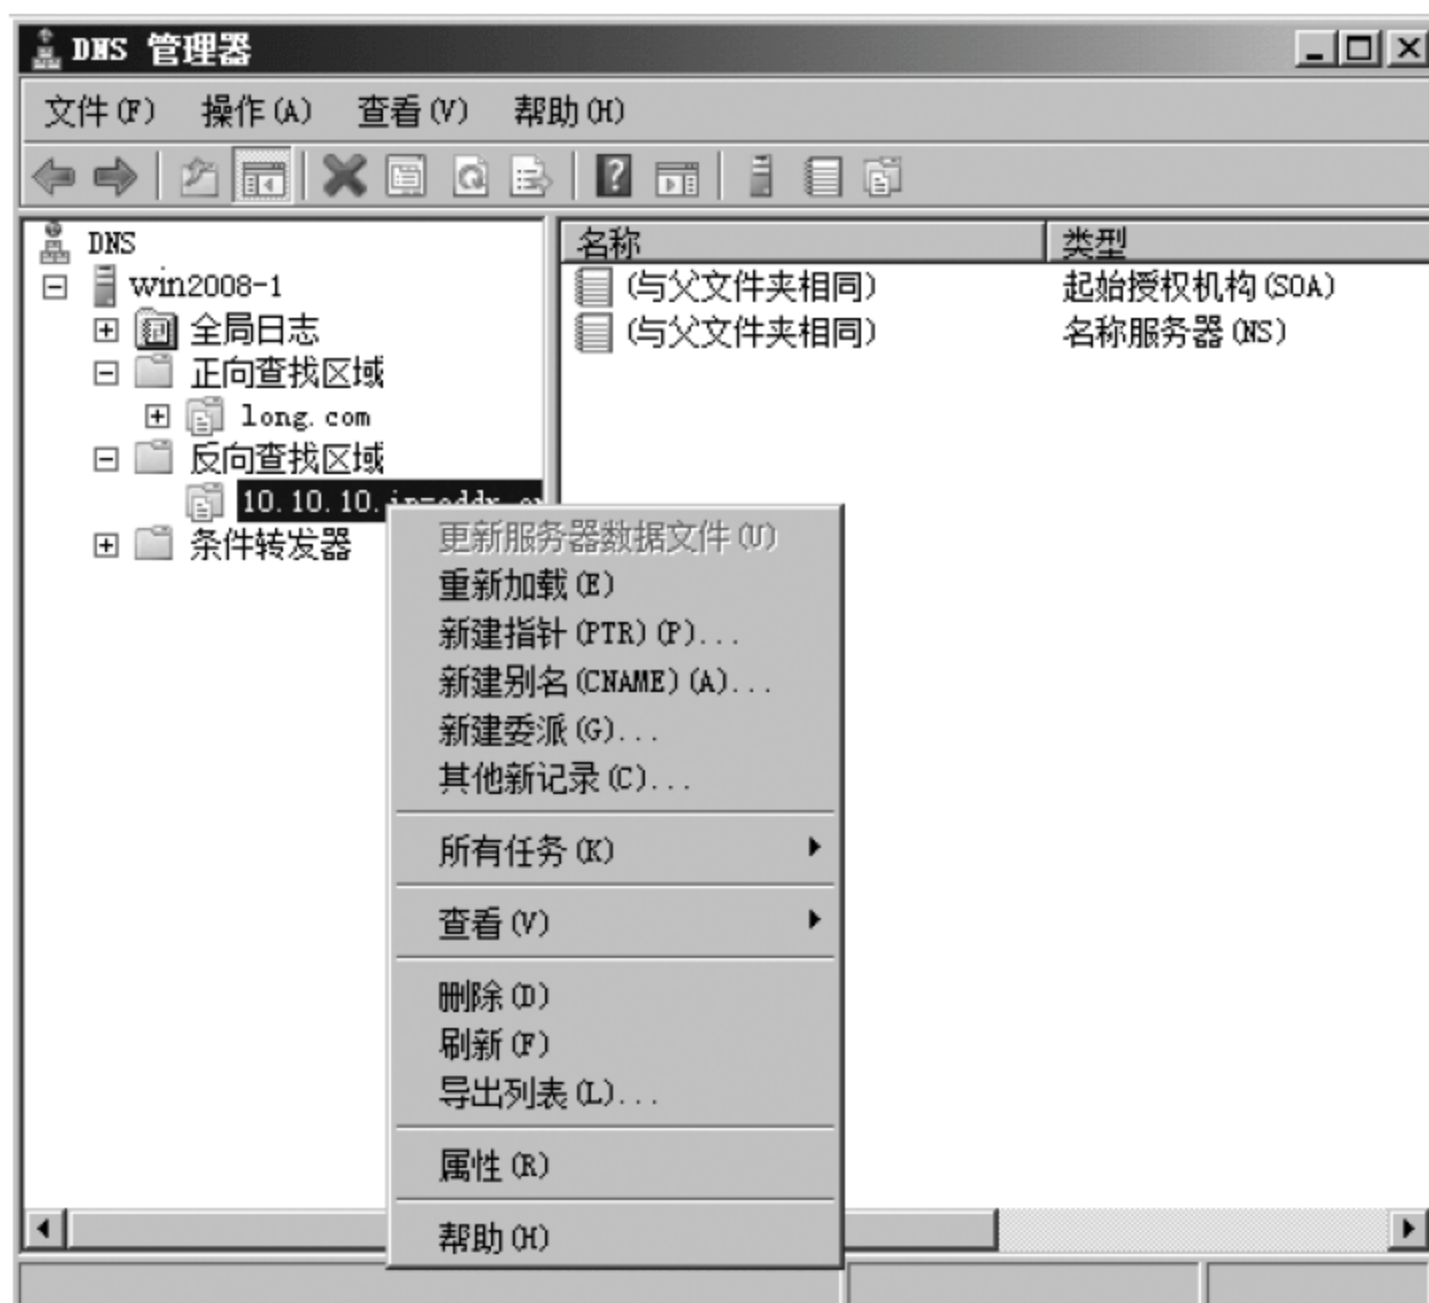 DNS 管理器
文件(F) 操作(A) 查看(V) 帮助(H)
DNS
win2008-1
全局日志
正向查找区域
long.com
反向查找区域
10.10.10.in-addr.ar
条件转发器
名称 类型
(与父文件夹相同) 起始授权机构(SOA)
(与父文件夹相同) 名称服务器(NS)
更新服务器数据文件(U)
重新加载(E)
新建指针(PTR)(P)...
新建别名(CNAME)(A)...
新建委派(G)...
其他新记录(C)...
所有任务(K)
查看(V)
删除(D)
刷新(F)
导出列表(L)...
属性(R)
帮助(H)